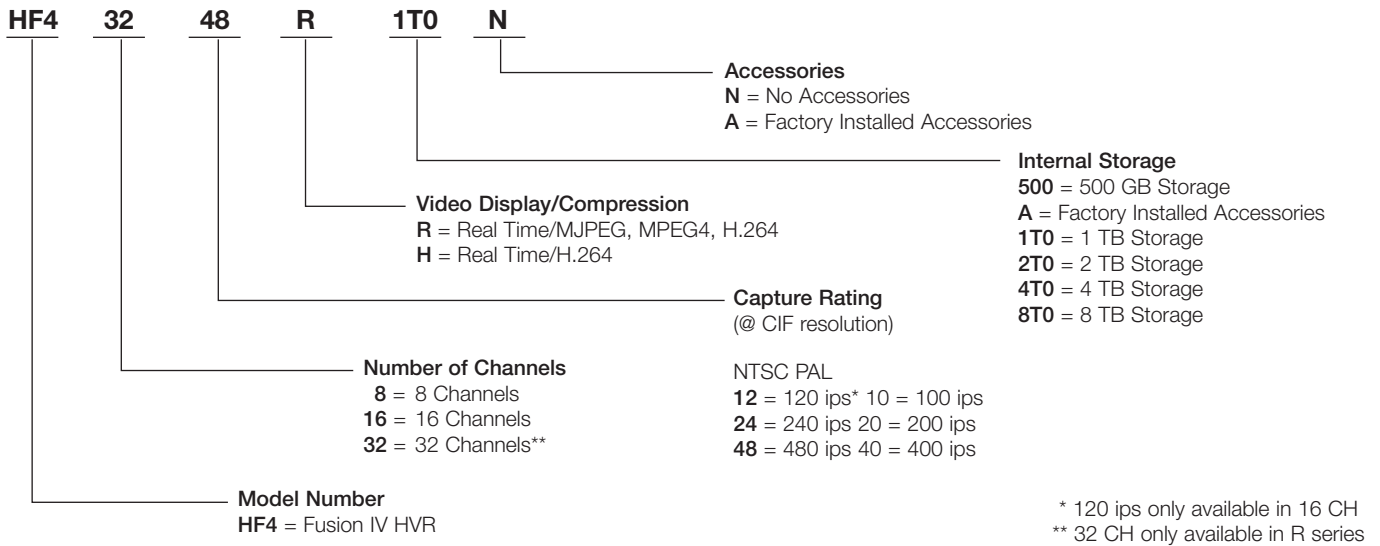 HF4 32 48 R 1T0 N
Accessories
N = No Accessories
A = Factory Installed Accessories
Internal Storage
500 = 500 GB Storage
A = Factory Installed Accessories
1T0 = 1 TB Storage
2T0 = 2 TB Storage
4T0 = 4 TB Storage
8T0 = 8 TB Storage
Video Display/Compression
R = Real Time/MJPEG, MPEG4, H.264
H = Real Time/H.264
Capture Rating
(@ CIF resolution)
NTSC PAL
12 = 120 ips* 10 = 100 ips
24 = 240 ips 20 = 200 ips
48 = 480 ips 40 = 400 ips
Number of Channels
8 = 8 Channels
16 = 16 Channels
32 = 32 Channels**
Model Number
HF4 = Fusion IV HVR
* 120 ips only available in 16 CH
** 32 CH only available in R series